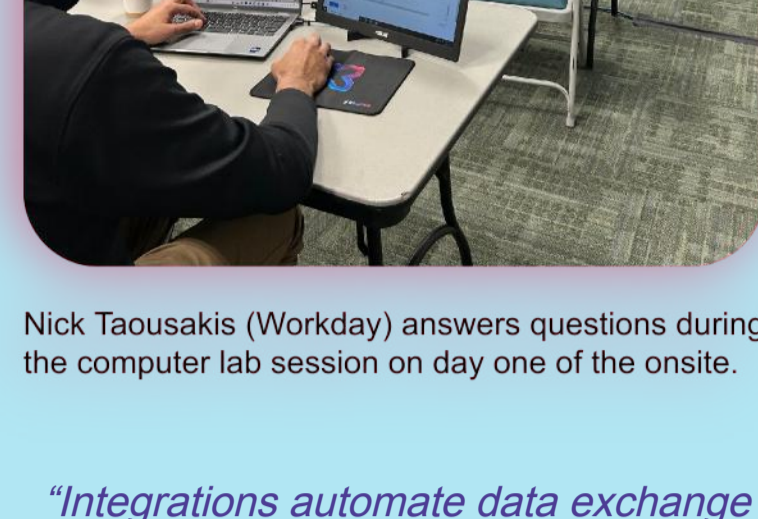 ASUS
Nick Taousakis (Workday) answers questions during
the computer lab session on day one of the onsite.
“Integrations automate data exchange